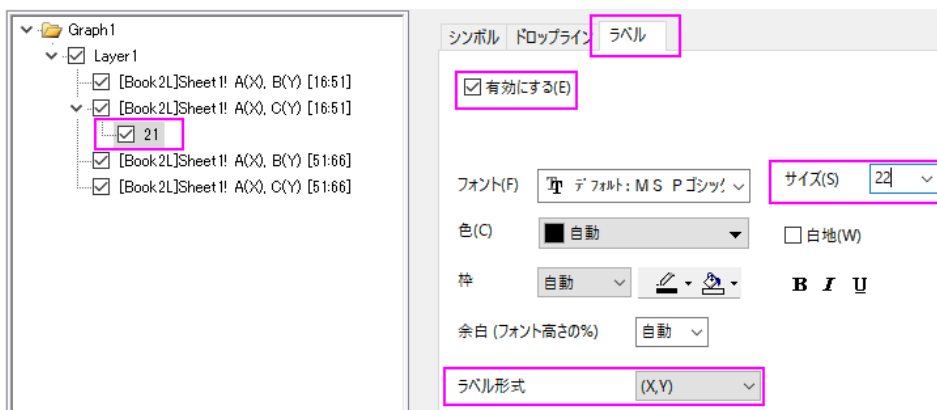 Graph1
Layer1
[Book2L]Sheet1! A(X), B(Y) [16:51]
[Book2L]Sheet1! A(X), C(Y) [16:51]
21
[Book2L]Sheet1! A(X), B(Y) [51:66]
[Book2L]Sheet1! A(X), C(Y) [51:66]
シンボル ドロップライン ラベル
有効にする(E)
フォント(F) デフォルト: MS Pゴシック サイズ(S) 22
色(C) 自動 白地(W)
枠 自動 B I U
余白 (フォント高さの%) 自動
ラベル形式 (X,Y)